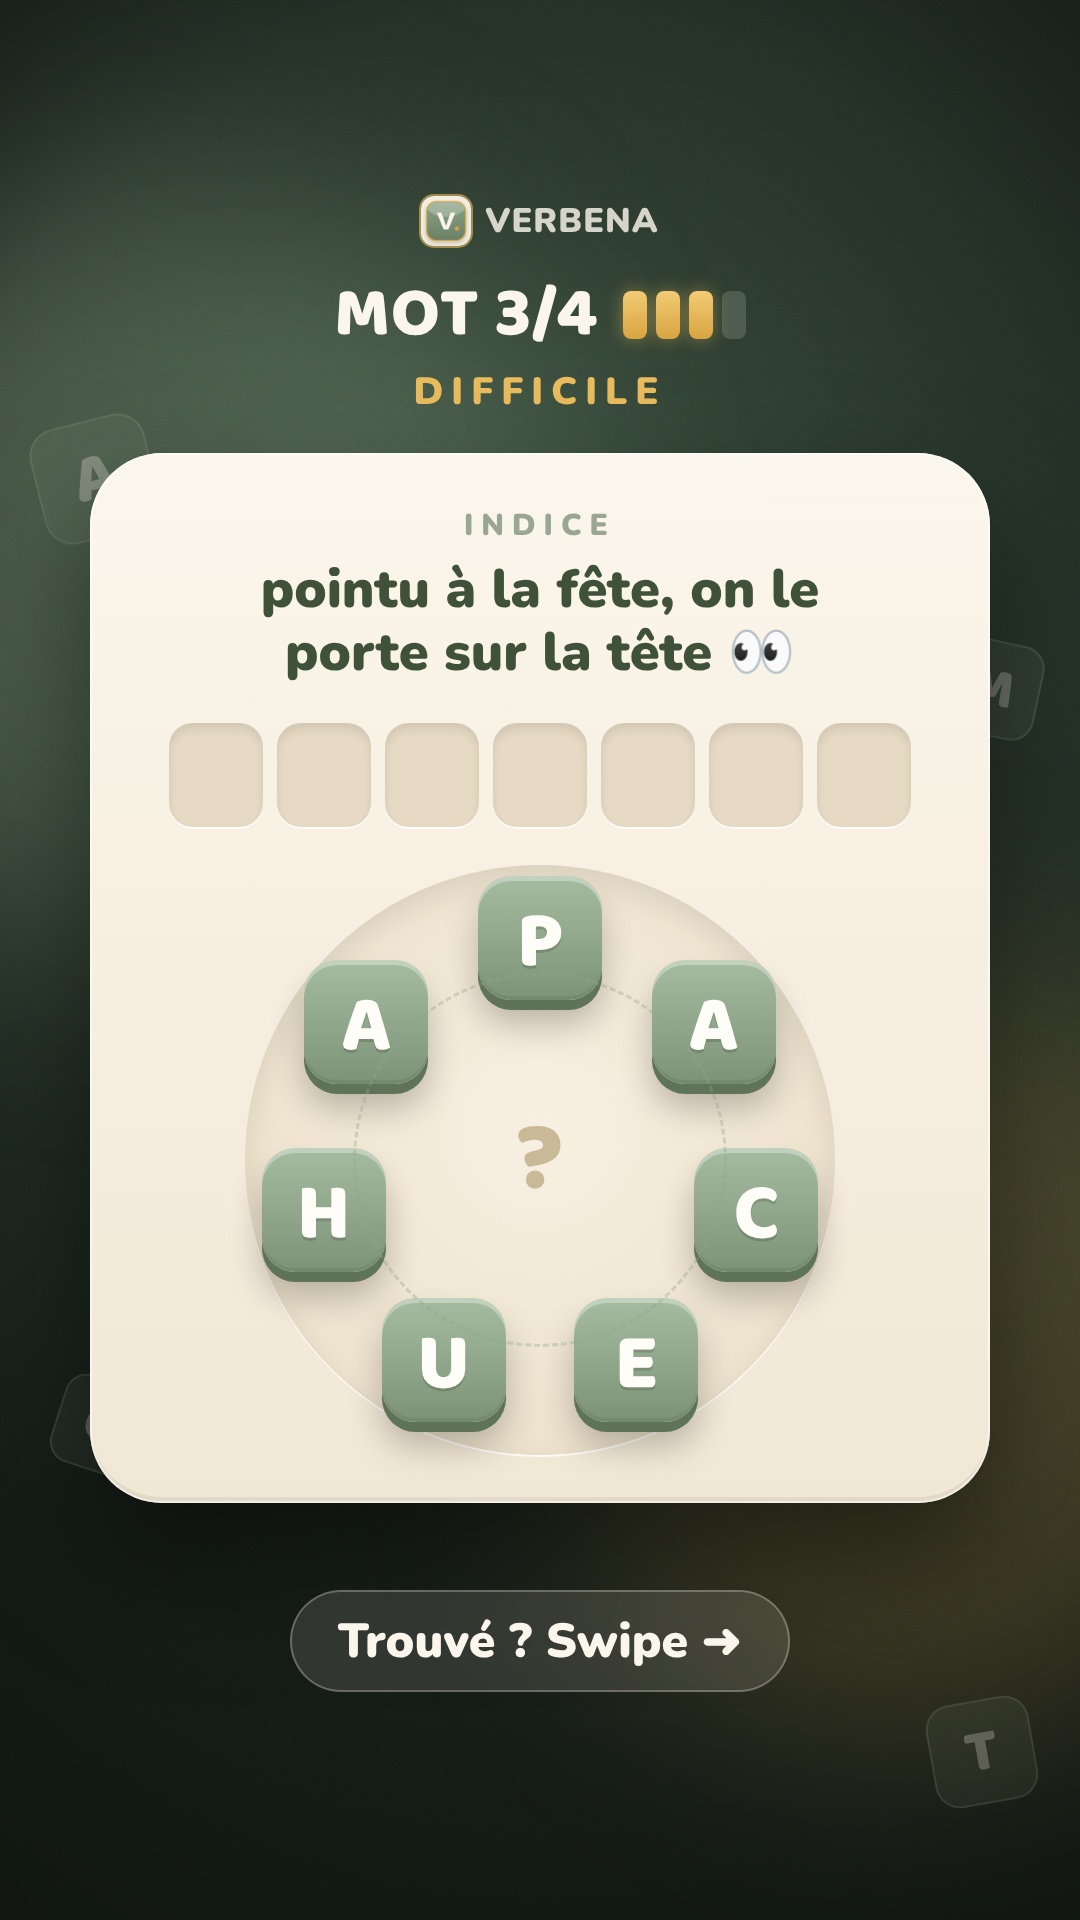 V.
VERBENA
MOT 3/4
DIFFICILE
A
INDICE
pointu à la fête, on le
porte sur la tête 👀
M
P
A
A
?
H
C
U
E
Trouvé ? Swipe ➜
T